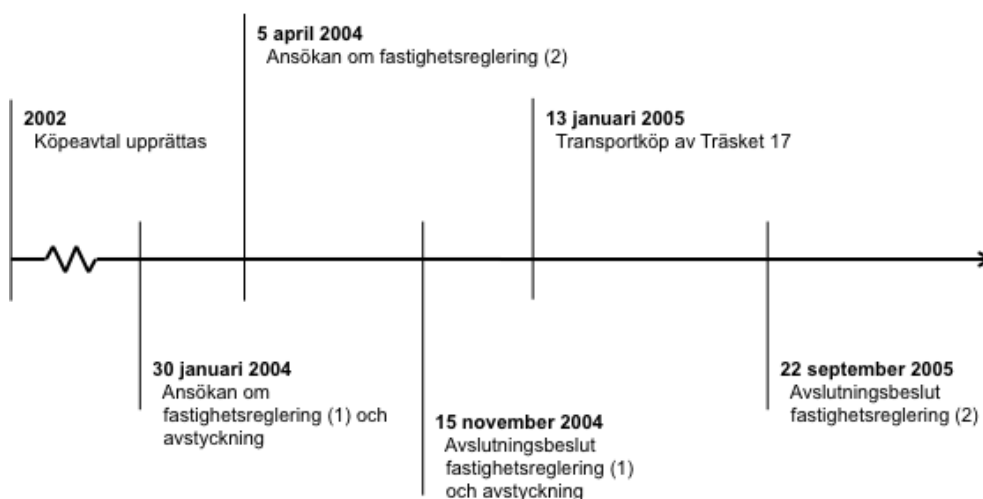 5 april 2004
Ansökan om fastighetsreglering (2)
2002
Köpeavtal upprättas
13 januari 2005
Transportköp av Träsket 17
30 januari 2004
Ansökan om
fastighetsreglering (1) och
avstyckning
22 september 2005
Avslutningsbeslut
fastighetsreglering (2)
15 november 2004
Avslutningsbeslut
fastighetsreglering (1)
och avstyckning